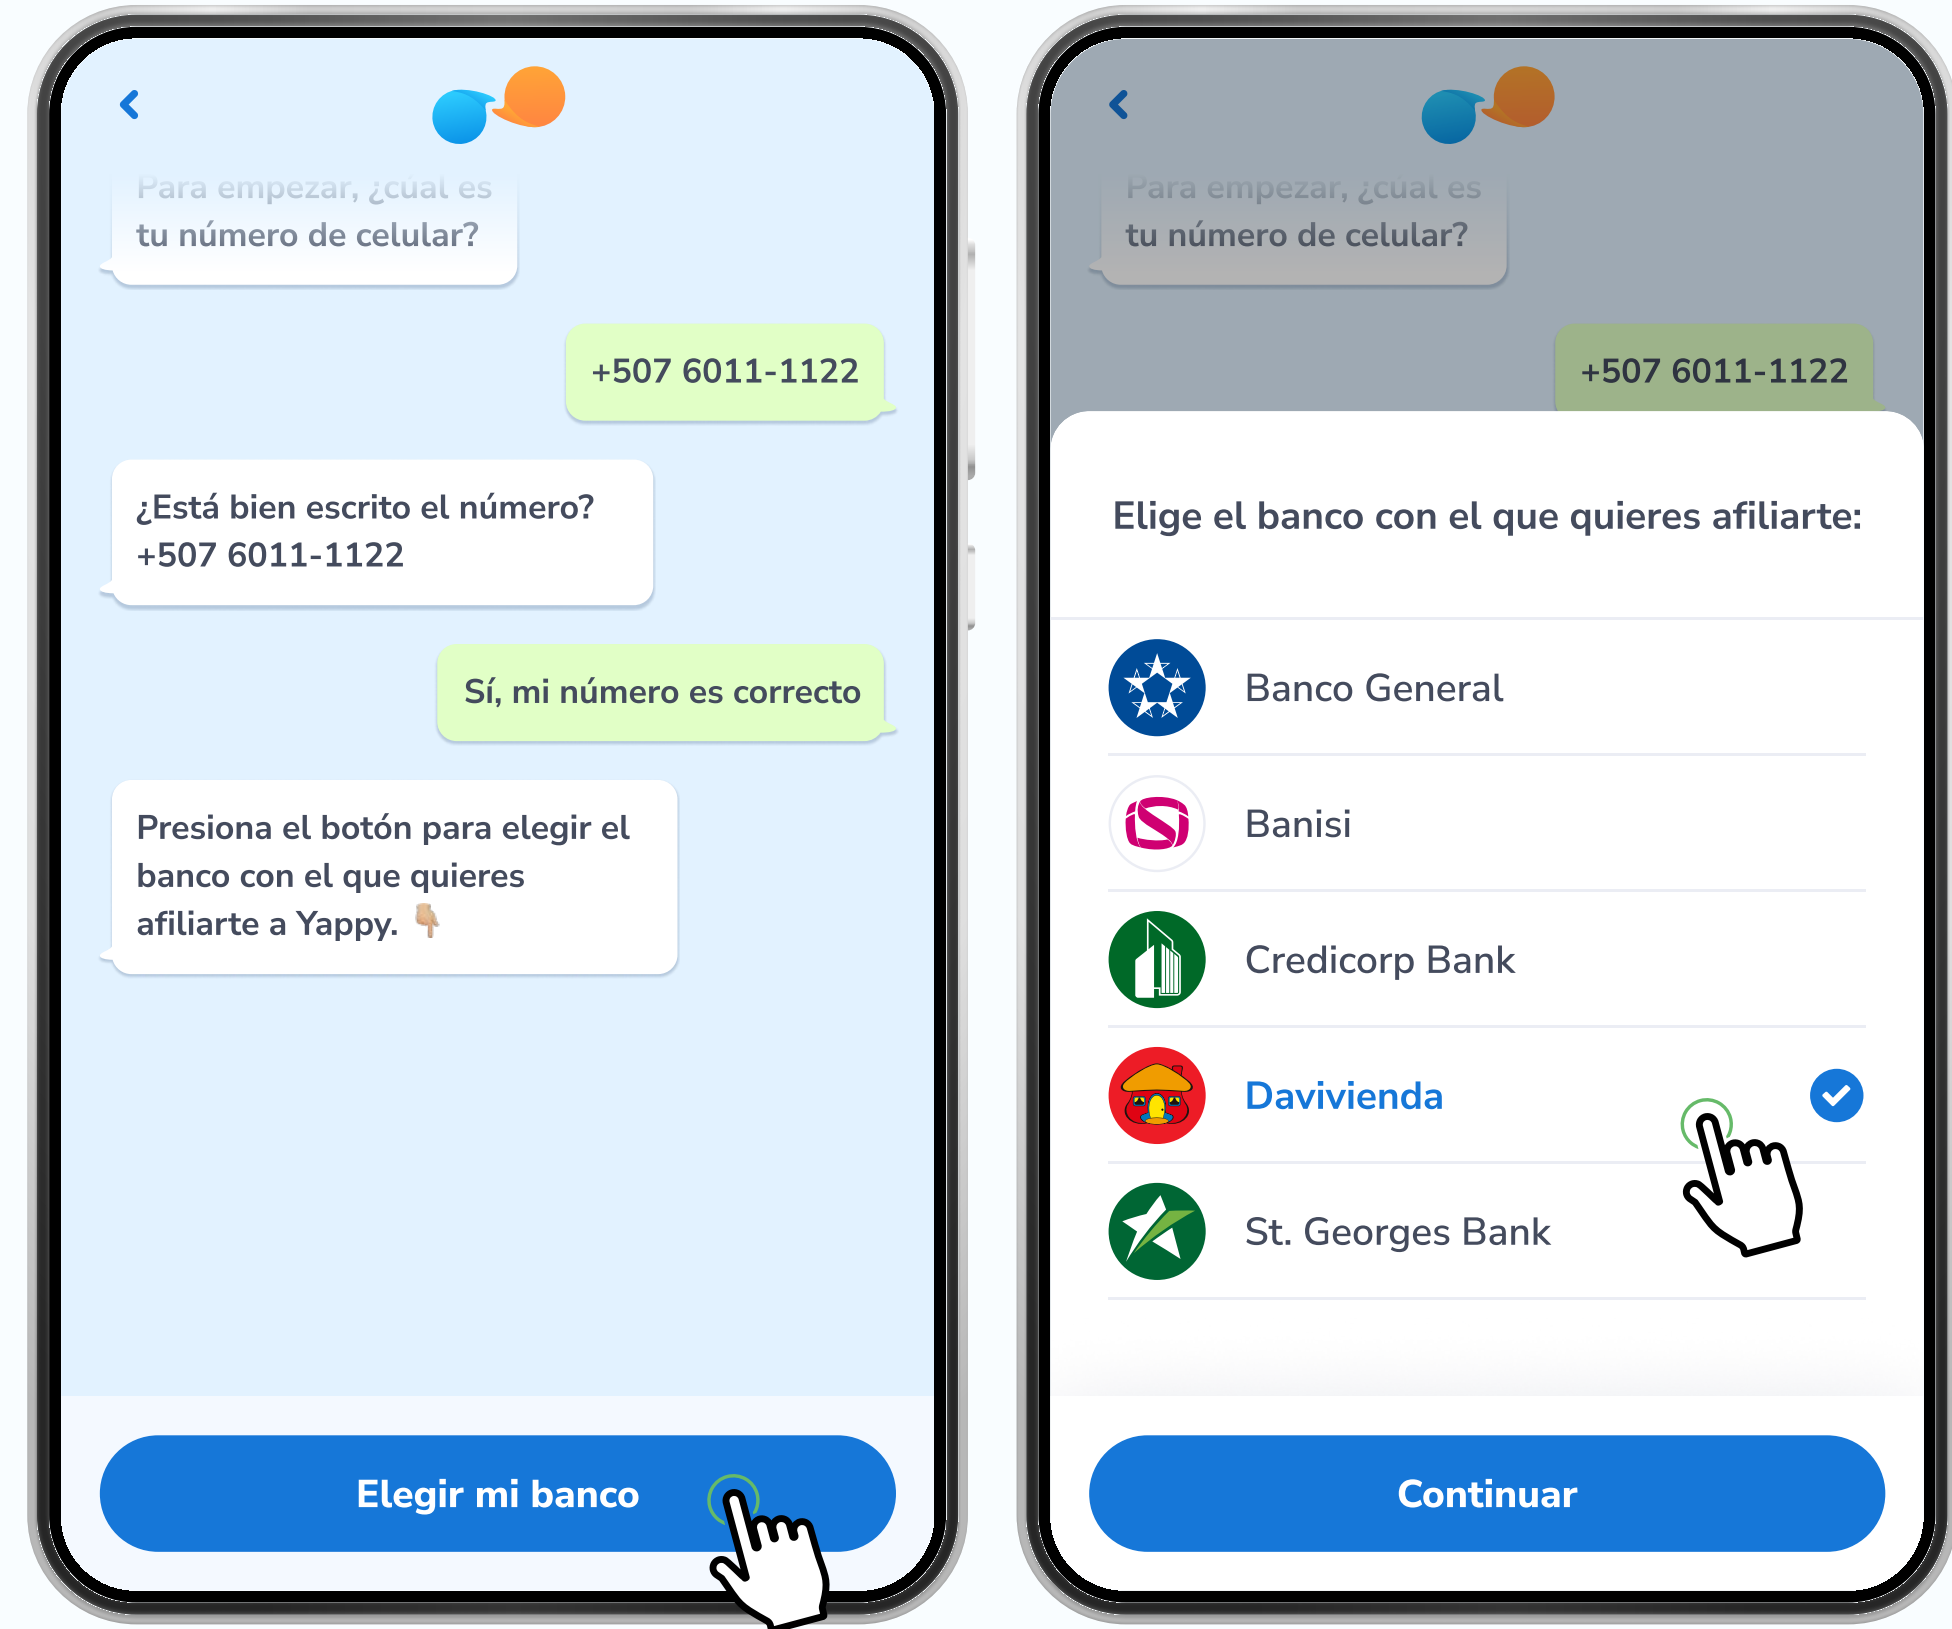 Para empezar, ¿cúal es
tu número de celular?
+507 6011-1122
¿Está bien escrito el número?
+507 6011-1122
Sí, mi número es correcto
Presiona el botón para elegir el
banco con el que quieres
afiliarte a Yappy. 👇🏼
Elegir mi banco
Para empezar, ¿cúal es
tu número de celular?
+507 6011-1122
Elige el banco con el que quieres afiliarte:
Banco General
Banisi
Credicorp Bank
Davivienda
St. Georges Bank
Continuar